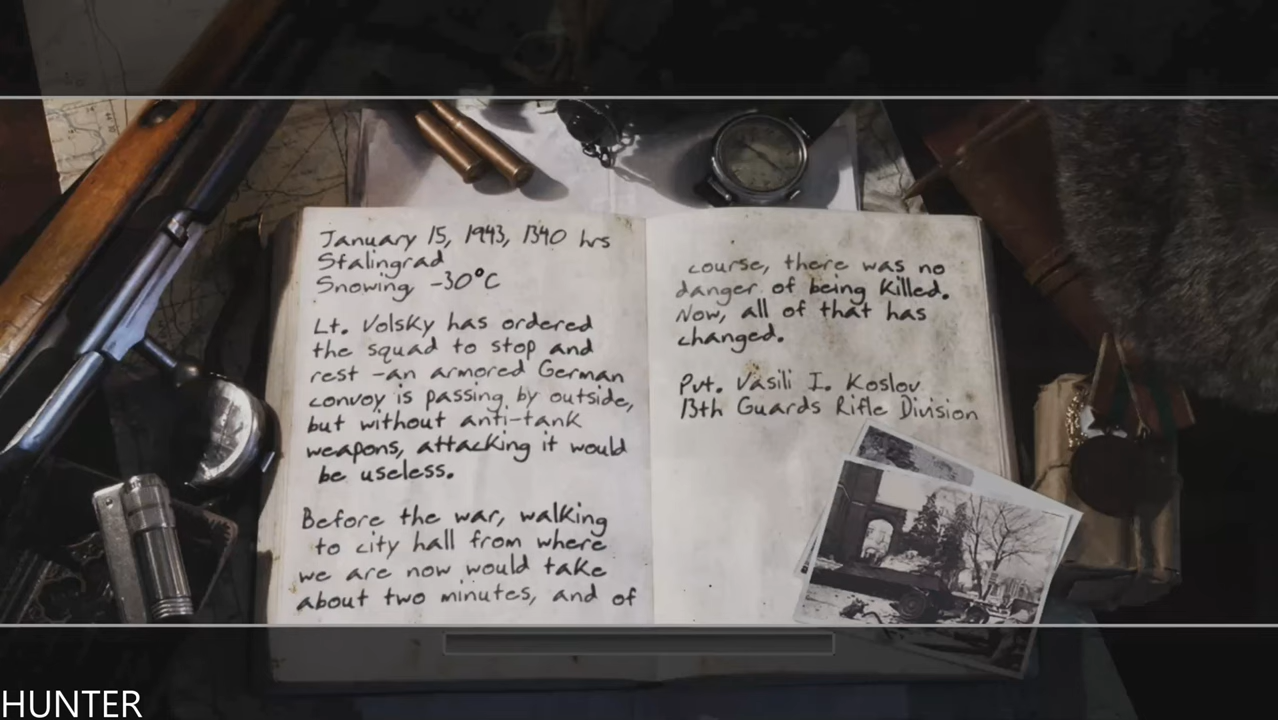 January 15, 1943, 1340 hrs
Stalingrad
Snowing, -30°C
Lt. Volsky has ordered
the squad to stop and
rest -an armored German
convoy is passing by outside,
but without anti-tank
weapons, attacking it would
be useless.
Before the war, walking
to city hall from where
we are now would take
about two minutes, and of
course, there was no
danger of being killed.
Now, all of that has
changed.
Pvt. Vasili I. Koslov
13th Guards Rifle Division
HUNTER